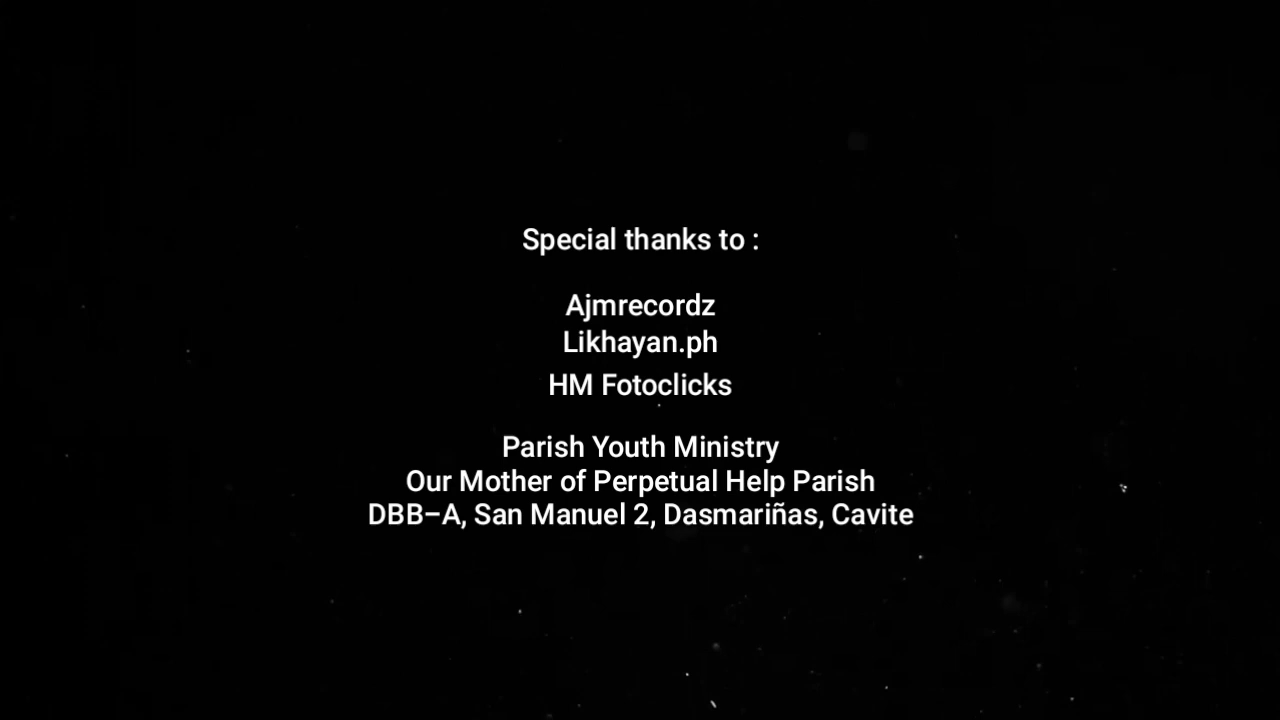 Special thanks to :
Ajmrecordz
Likhayan.ph
HM Fotoclicks
Parish Youth Ministry
Our Mother of Perpetual Help Parish
DBB–A, San Manuel 2, Dasmariñas, Cavite